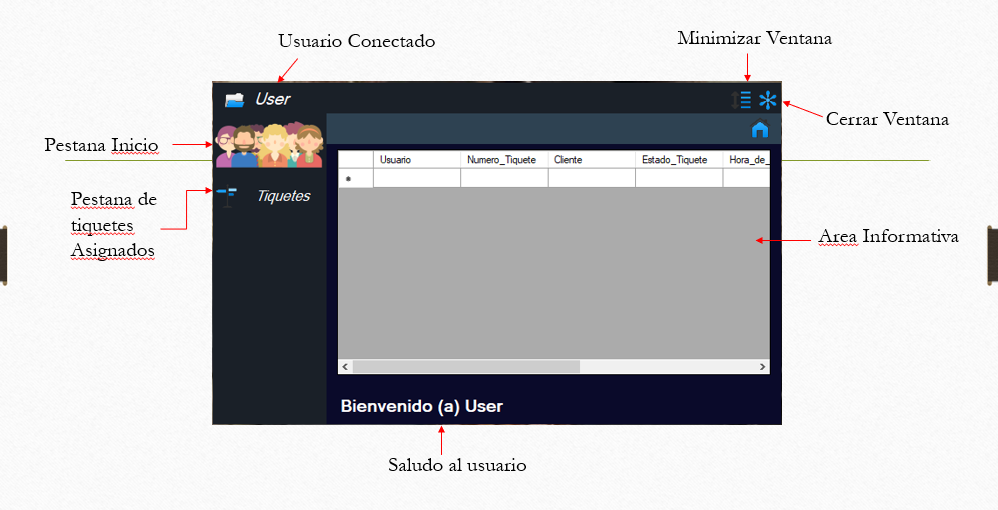 Usuario Conectado
Minimizar Ventana
User
Cerrar Ventana
Pestana Inicio
Usuario Numero_Tiquete Cliente Estado_Tiquete Hora_de_
Tiquetes
Pestana de
tiquetes
Asignados
Area Informativa
Bienvenido (a) User
Saludo al usuario